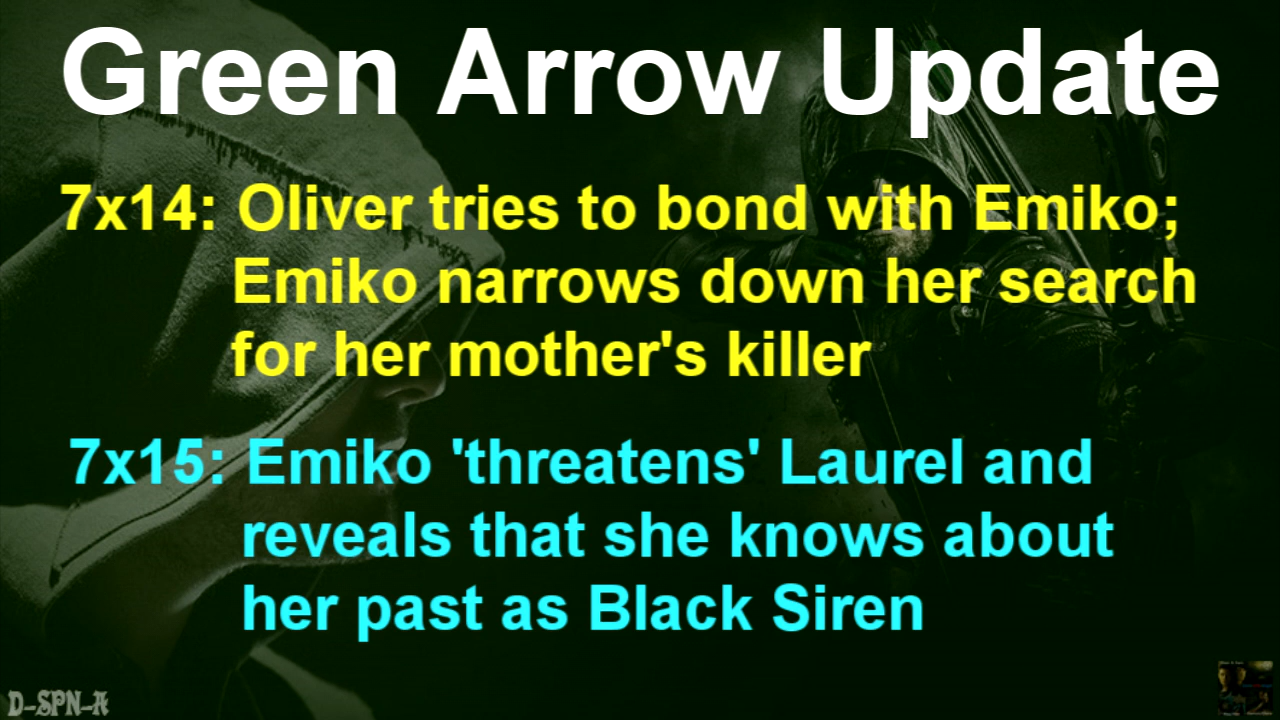 Green Arrow Update
7x14: Oliver tries to bond with Emiko;
Emiko narrows down her search
for her mother's killer
7x15: Emiko 'threatens' Laurel and
reveals that she knows about
her past as Black Siren
D-SPN-A